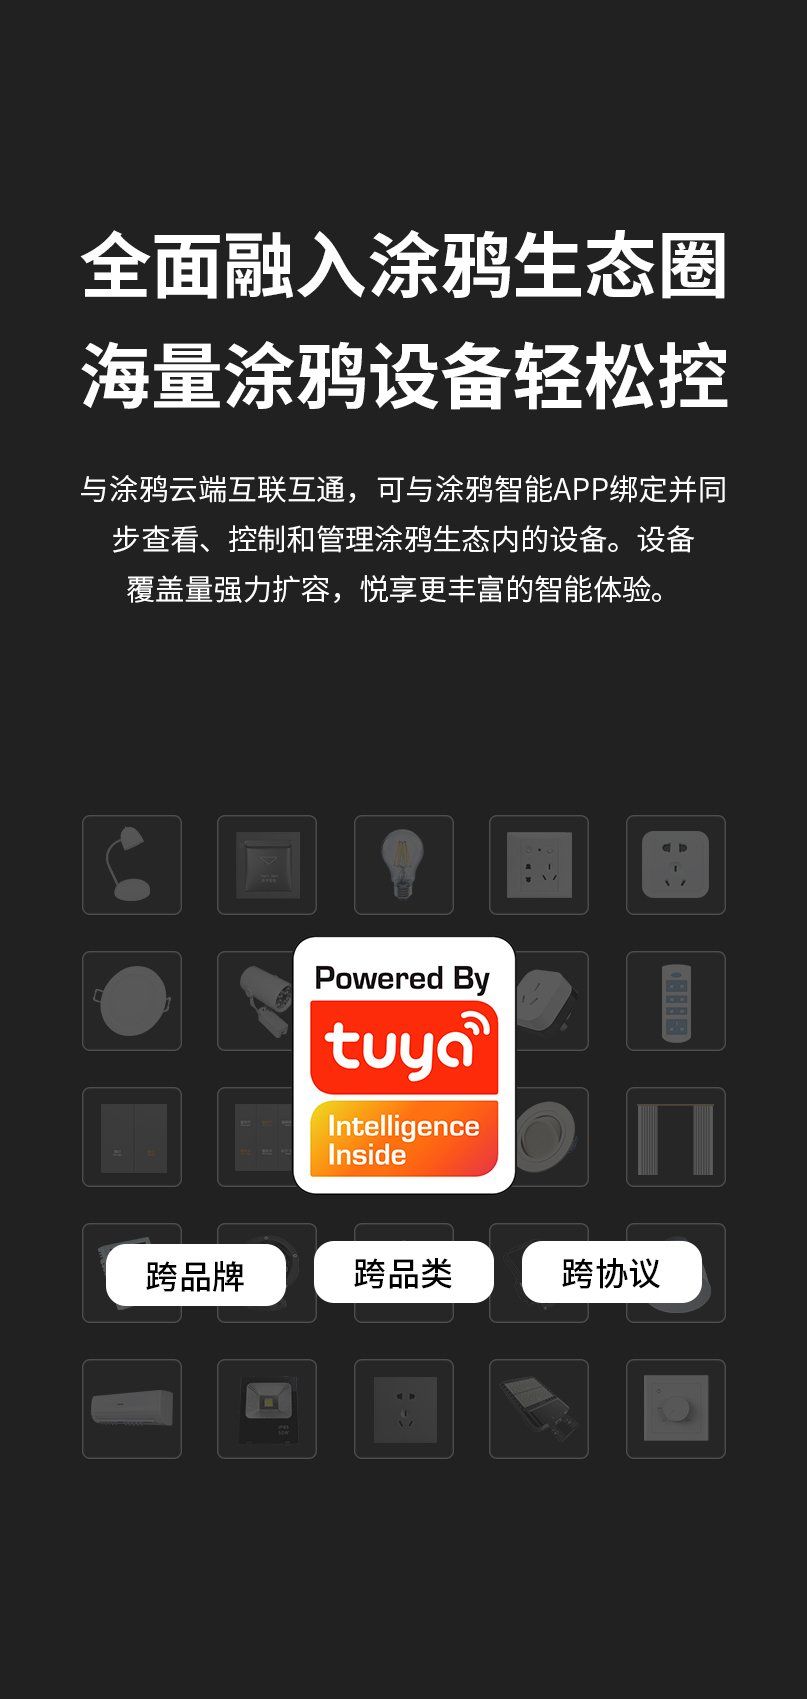 全面融入涂鸦生态圈
海量涂鸦设备轻松控
与涂鸦云端互联互通，可与涂鸦智能APP绑定并同
步查看、控制和管理涂鸦生态内的设备。设备
覆盖量强力扩容，悦享更丰富的智能体验。
Powered By
tuya
Intelligence
Inside
跨品牌
跨品类
跨协议